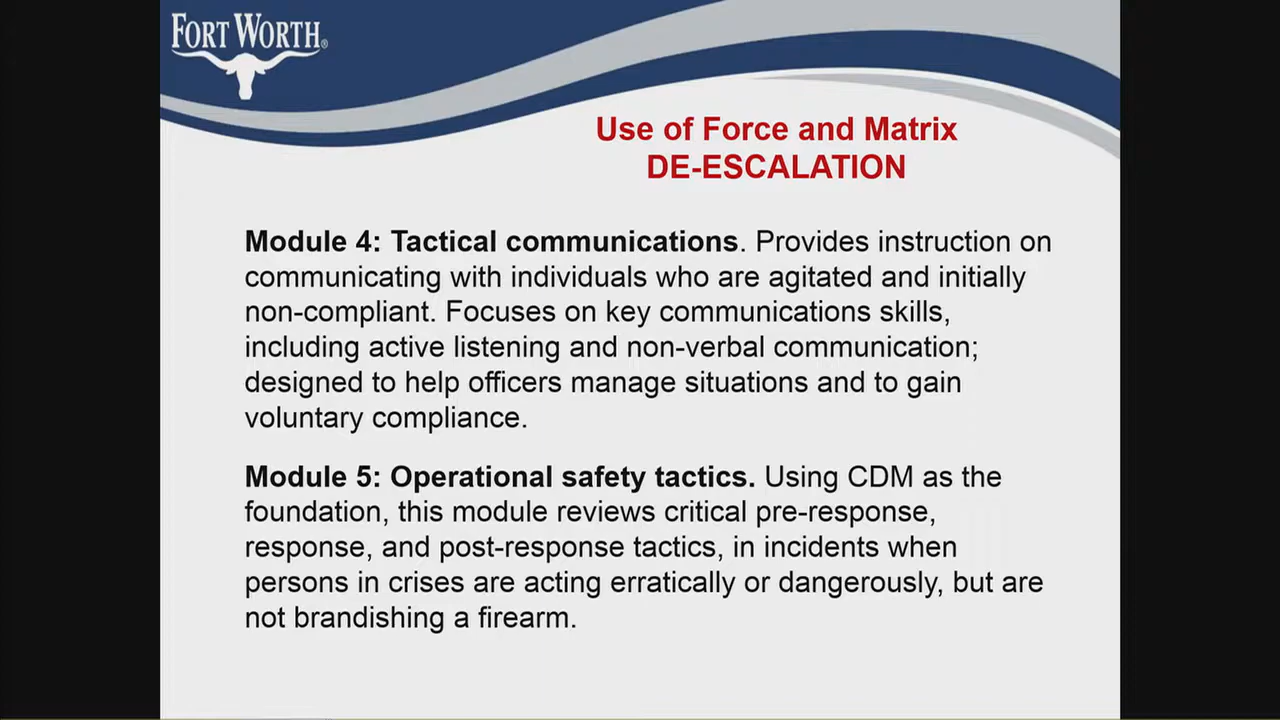 FORT WORTH®
Use of Force and Matrix
DE-ESCALATION
Module 4: Tactical communications. Provides instruction on
communicating with individuals who are agitated and initially
non-compliant. Focuses on key communications skills,
including active listening and non-verbal communication;
designed to help officers manage situations and to gain
voluntary compliance.
Module 5: Operational safety tactics. Using CDM as the
foundation, this module reviews critical pre-response,
response, and post-response tactics, in incidents when
persons in crises are acting erratically or dangerously, but are
not brandishing a firearm.